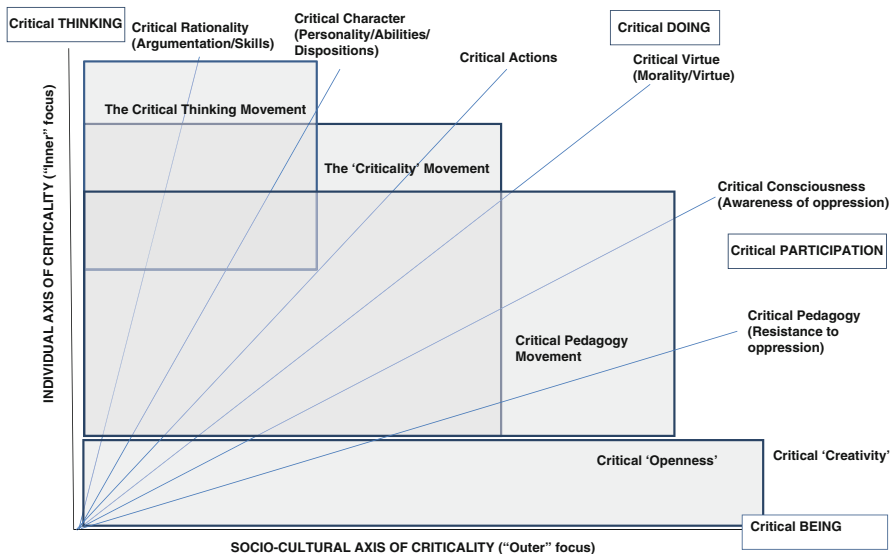 Critical THINKING
Critical Rationality
(Argumentation/Skills)
Critical Character
(Personality/Abilities/
Dispositions)
Critical Actions
Critical DOING
Critical Virtue
(Morality/Virtue)
The Critical Thinking Movement
The ‘Criticality’ Movement
Critical Consciousness
(Awareness of oppression)
Critical PARTICIPATION
Critical Pedagogy
(Resistance to
oppression)
Critical Pedagogy
Movement
INDIVIDUAL AXIS OF CRITICALITY (“Inner” focus)
Critical ‘Openness’
Critical ‘Creativity’
Critical BEING
SOCIO-CULTURAL AXIS OF CRITICALITY (“Outer” focus)